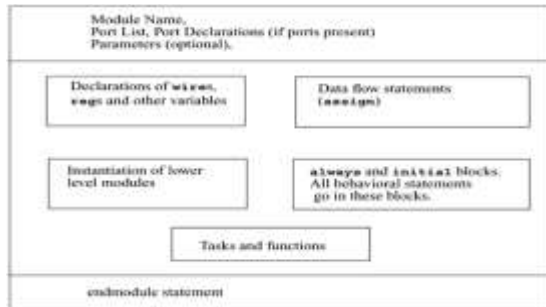 Module Name,
Port List, Port Declarations (if ports present)
Parameters (optional),
Declarations of wires,
regs and other variables
Data flow statements
(assign)
Instantiation of lower
level modules
always and initial blocks.
All behavioral statements
go in these blocks.
Tasks and functions
endmodule statement